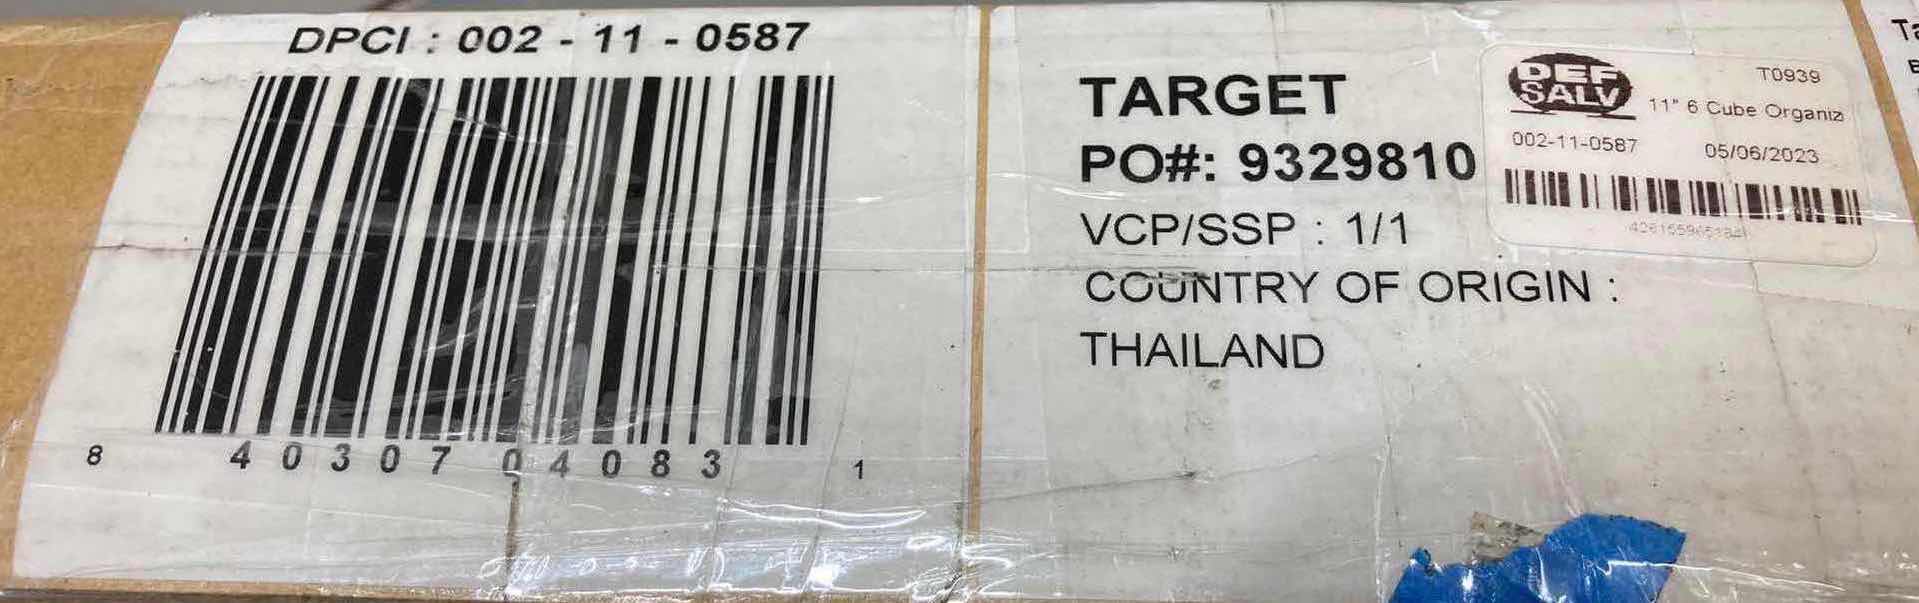 DPCI : 002 - 11 - 0587
8 40307 04083 1
TARGET
PO#: 9329810
VCP/SSP : 1/1
COUNTRY OF ORIGIN :
THAILAND
DEF
SALV
T0939
11" 6 Cube Organiz
002-11-0587 05/06/2023